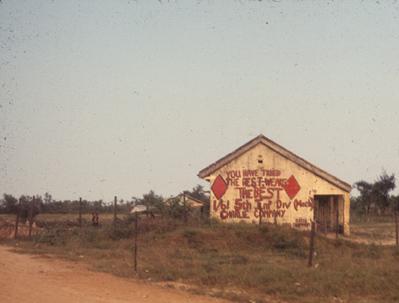 YOU HAVE TRIED
THE REST - WE'RE
THE BEST
1/61 5th Inf Div (Mech)
CHARLIE COMPANY